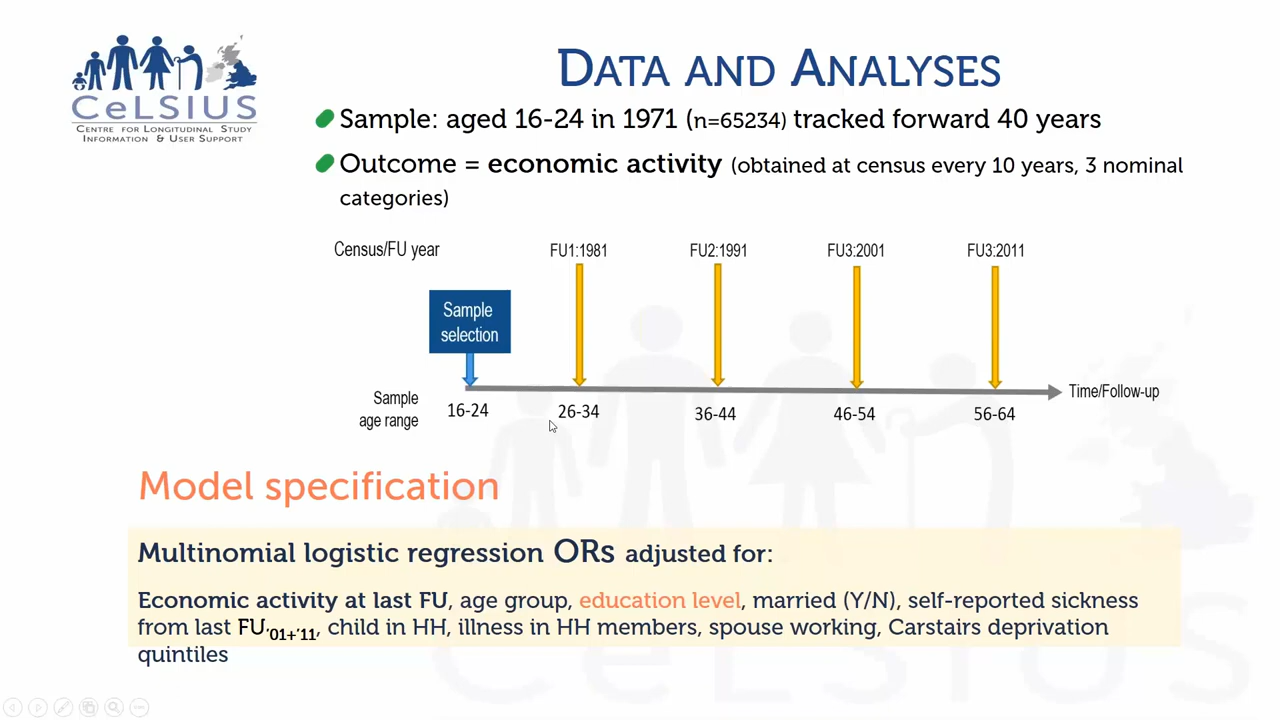 CeLSIUS
CENTRE FOR LONGITUDINAL STUDY
INFORMATION & USER SUPPORT
DATA AND ANALYSES
Sample: aged 16-24 in 1971 (n=65234) tracked forward 40 years
Outcome = economic activity (obtained at census every 10 years, 3 nominal
categories)
Census/FU year
FU1:1981
FU2:1991
FU3:2001
FU3:2011
Sample
selection
Time/Follow-up
Sample
age range
16-24
26-34
36-44
46-54
56-64
Model specification
Multinomial logistic regression ORs adjusted for:
Economic activity at last FU, age group, education level, married (Y/N), self-reported sickness
from last FU'01+'11, child in HH, illness in HH members, spouse working, Carstairs deprivation
quintiles
CeLSIUS